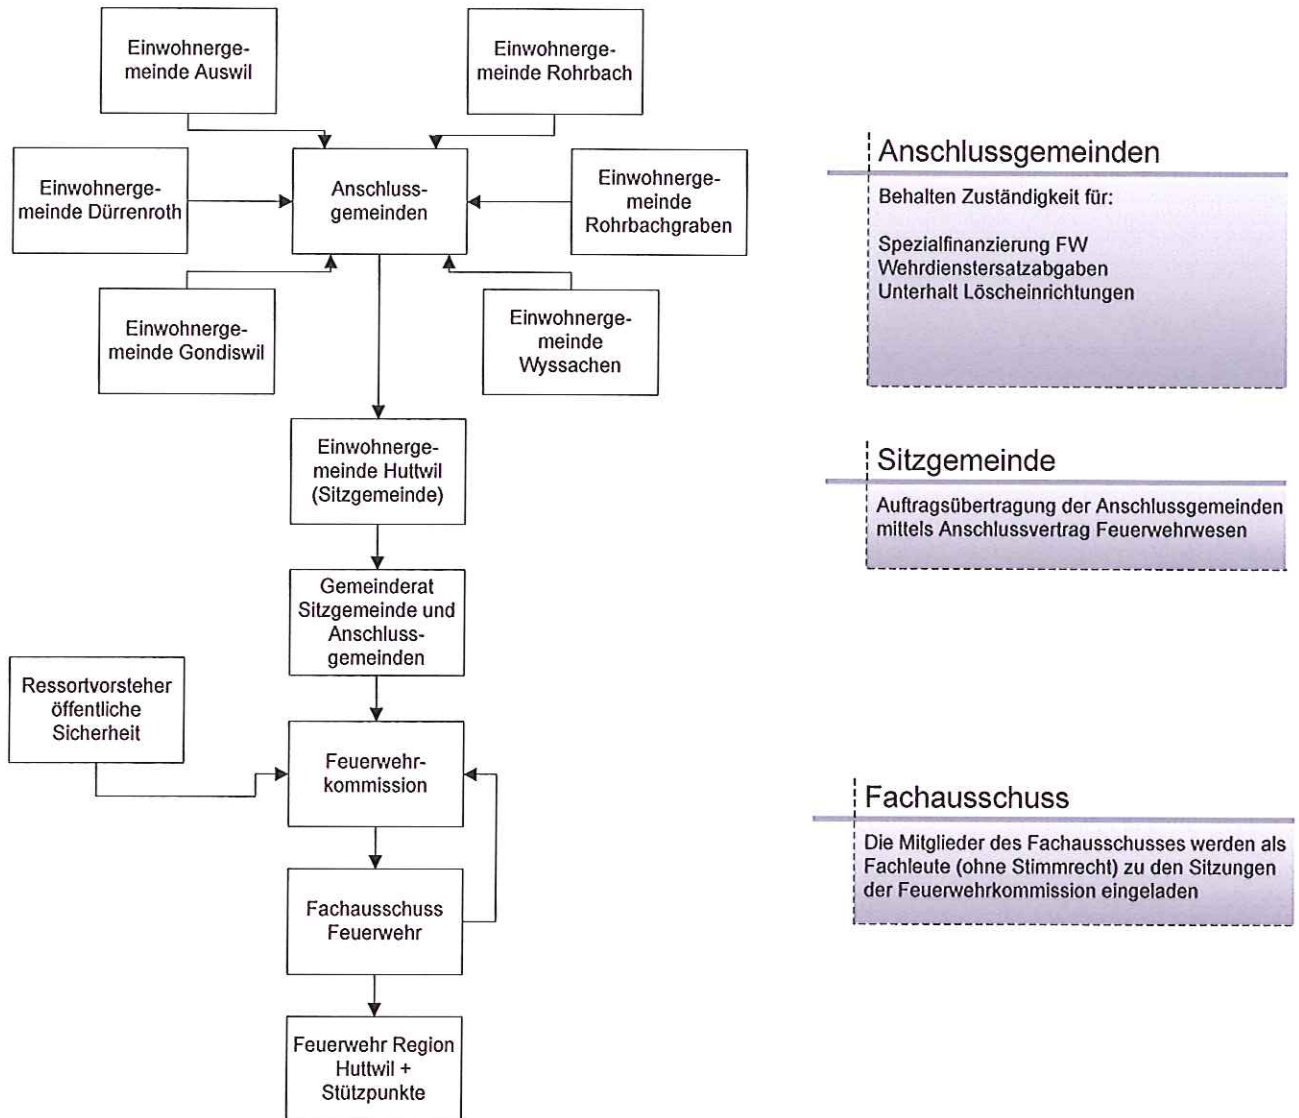 Einwohnerge-
meinde Auswil
Einwohnerge-
meinde Rohrbach
Einwohnerge-
meinde Dürrenroth
Anschluss-
gemeinden
Einwohnerge-
meinde
Rohrbachgraben
Einwohnerge-
meinde Gondiswil
Einwohnerge-
meinde
Wyssachen
Einwohnerge-
meinde Huttwil
(Sitzgemeinde)
Gemeinderat
Sitzgemeinde und
Anschluss-
gemeinden
Ressortvorsteher
öffentliche
Sicherheit
Feuerwehr-
kommission
Fachausschuss
Feuerwehr
Feuerwehr Region
Huttwil +
Stützpunkte
Anschlussgemeinden
Behalten Zuständigkeit für:
Spezialfinanzierung FW
Wehrdienstersatzabgaben
Unterhalt Löscheinrichtungen
Sitzgemeinde
Auftragsübertragung der Anschlussgemeinden
mittels Anschlussvertrag Feuerwehrwesen
Fachausschuss
Die Mitglieder des Fachausschusses werden als
Fachleute (ohne Stimmrecht) zu den Sitzungen
der Feuerwehrkommission eingeladen